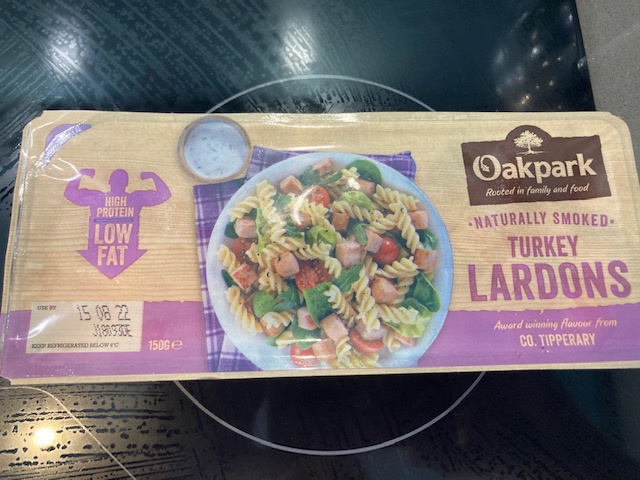 Oakpark
Rooted in family and food
HIGH
PROTEIN
LOW
FAT
·NATURALLY SMOKED·
TURKEY
LARDONS
Award winning flavour from
CO. TIPPERARY
USE BY:
15 08 22
KEEP REFRIGERATED BELOW 4°C
150G e